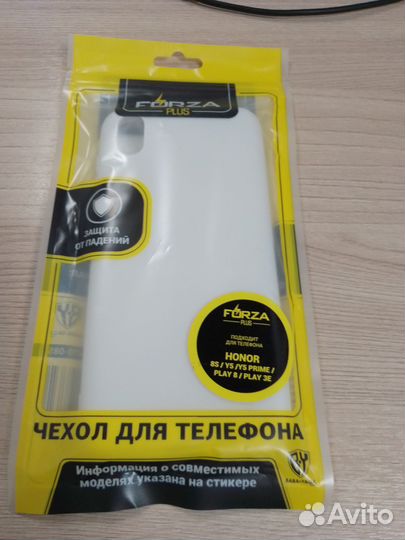 FORZA
PLUS
ЗАЩИТА
ОТ ПАДЕНИЙ
FORZA
PLUS
ПОДХОДИТ
ДЛЯ ТЕЛЕФОНА
HONOR
8S / Y5 /Y5 PRIME /
PLAY 8 / PLAY 3E
ЧЕХОЛ ДЛЯ ТЕЛЕФОНА
Информация о совместимых
моделях указана на стикере
Avito